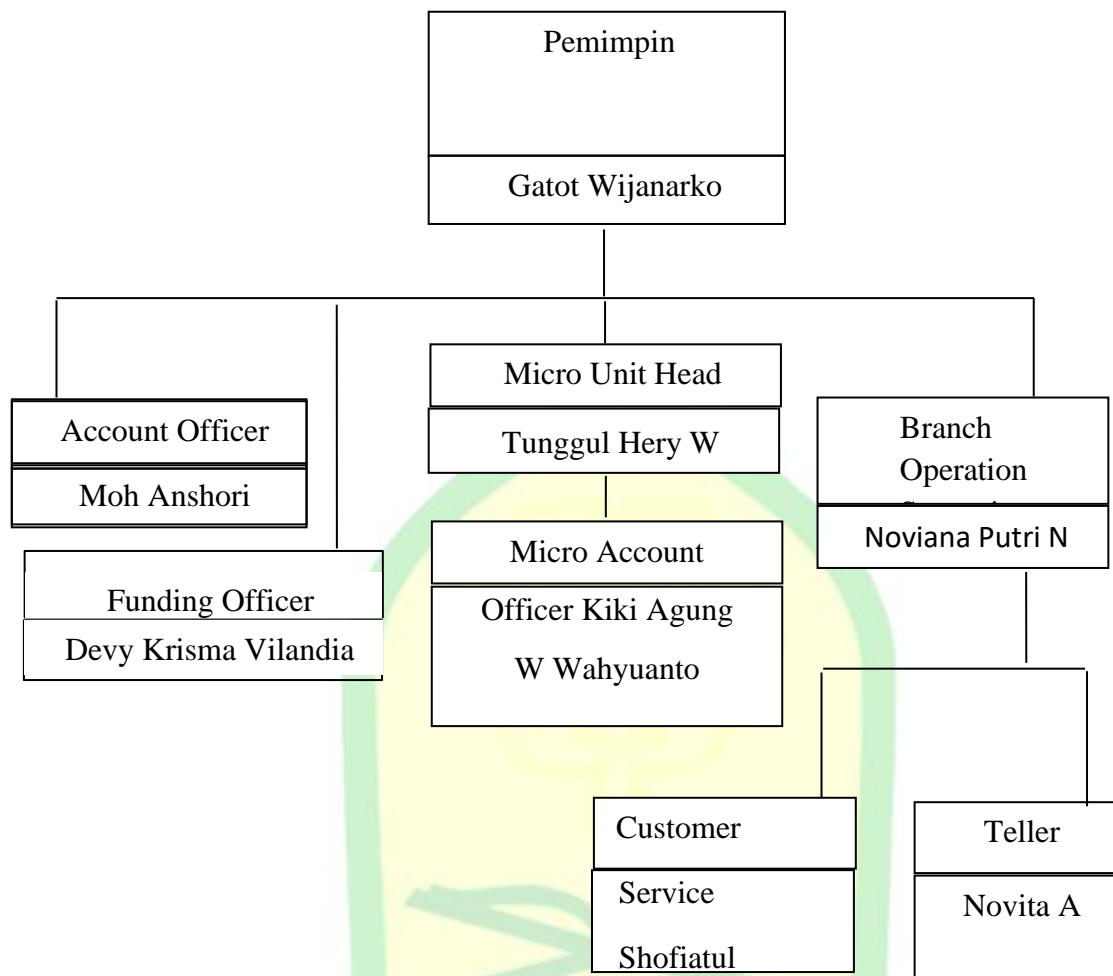 Pemimpin
Gatot Wijanarko
Account Officer
Moh Anshori
Funding Officer
Devy Krisma Vilandia
Micro Unit Head
Tunggul Hery W
Micro Account
Officer Kiki Agung
W Wahyuanto
Branch
Operation
Noviana Putri N
Customer
Service
Shofiatul
Teller
Novita A